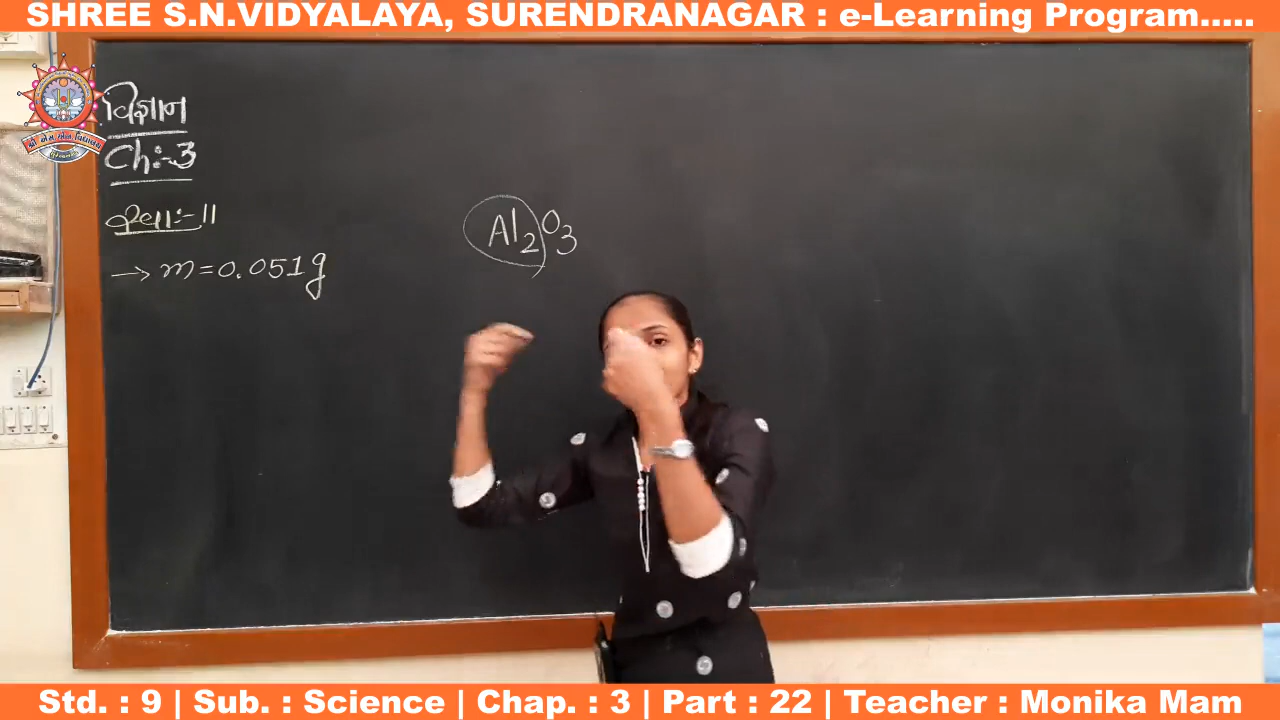 SHREE S.N.VIDYALAYA, SURENDRANAGAR : e-Learning Program.....
વિજ્ઞાન
Ch:-3
:-11
→ m=0.051g
Al2O3
Std. : 9 | Sub. : Science | Chap. : 3 | Part : 22 | Teacher : Monika Mam